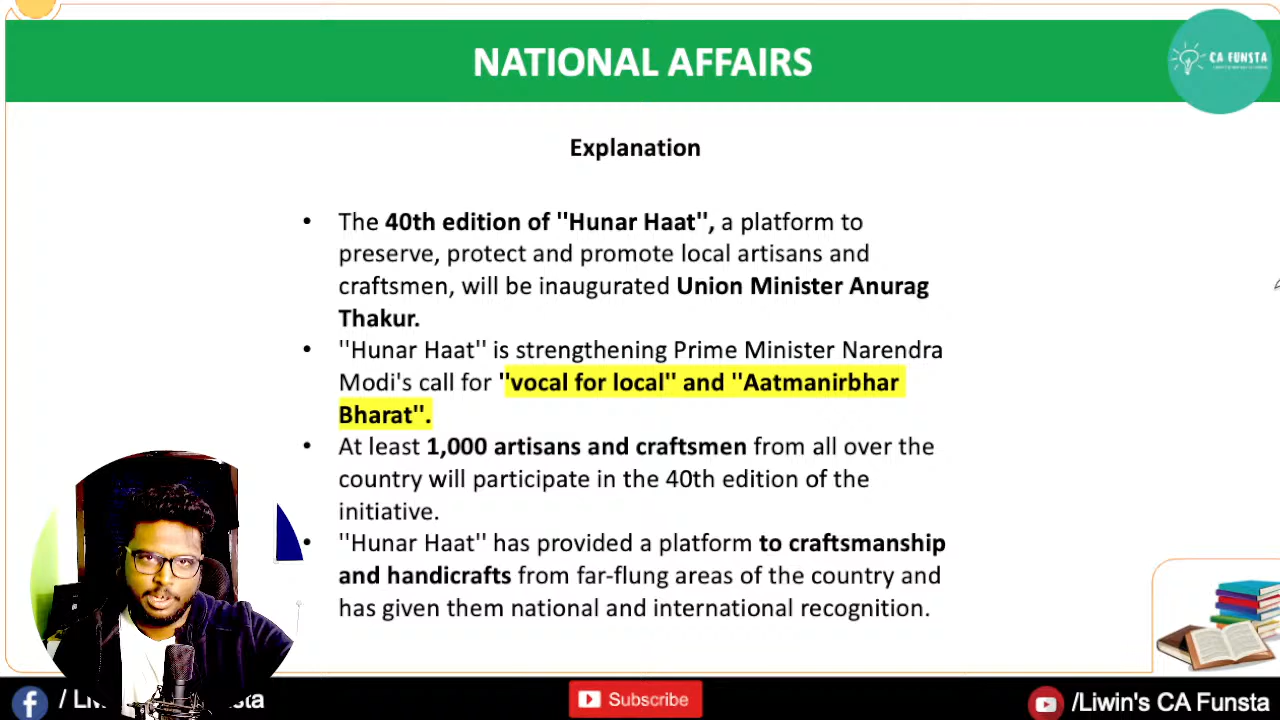 NATIONAL AFFAIRS
CA FUNSTA
Explanation
• The 40th edition of "Hunar Haat", a platform to
preserve, protect and promote local artisans and
craftsmen, will be inaugurated Union Minister Anurag
Thakur.
• "Hunar Haat" is strengthening Prime Minister Narendra
Modi's call for "vocal for local" and "Aatmanirbhar
Bharat".
• At least 1,000 artisans and craftsmen from all over the
country will participate in the 40th edition of the
initiative.
• "Hunar Haat" has provided a platform to craftsmanship
and handicrafts from far-flung areas of the country and
has given them national and international recognition.
Subscribe
/Liwin's CA Funsta